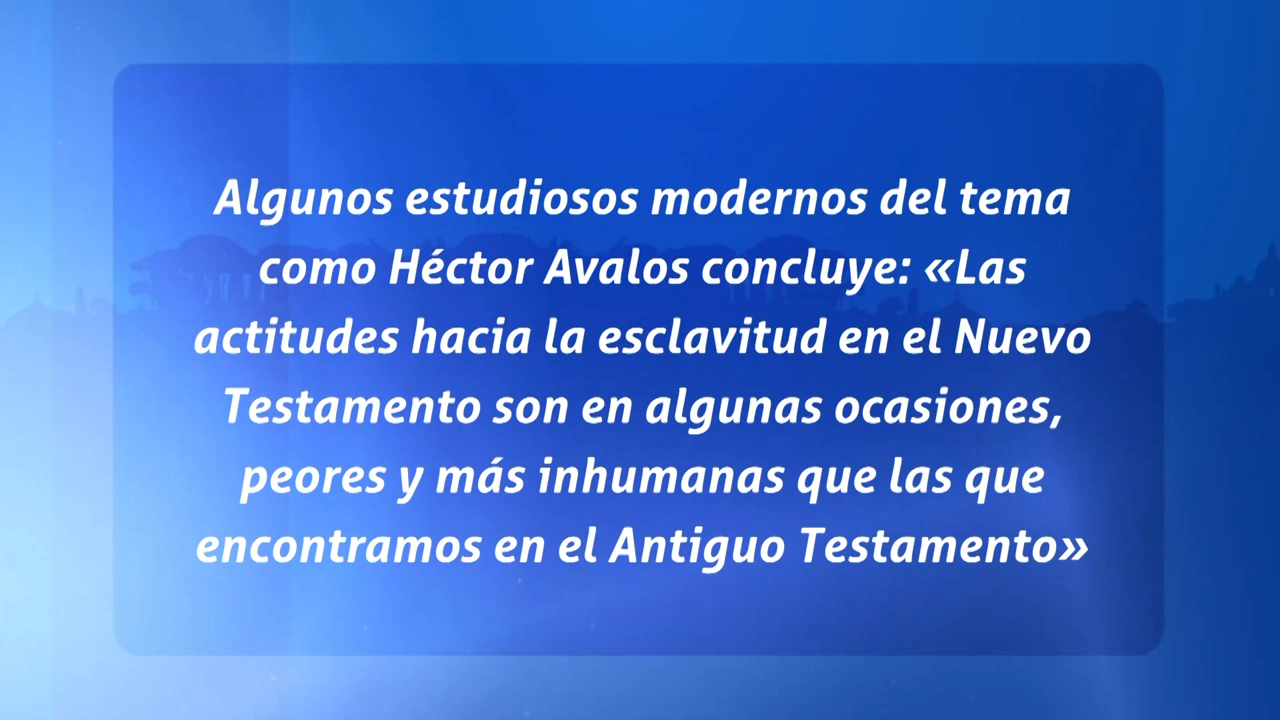 Algunos estudiosos modernos del tema
como Héctor Avalos concluye: «Las
actitudes hacia la esclavitud en el Nuevo
Testamento son en algunas ocasiones,
peores y más inhumanas que las que
encontramos en el Antiguo Testamento»